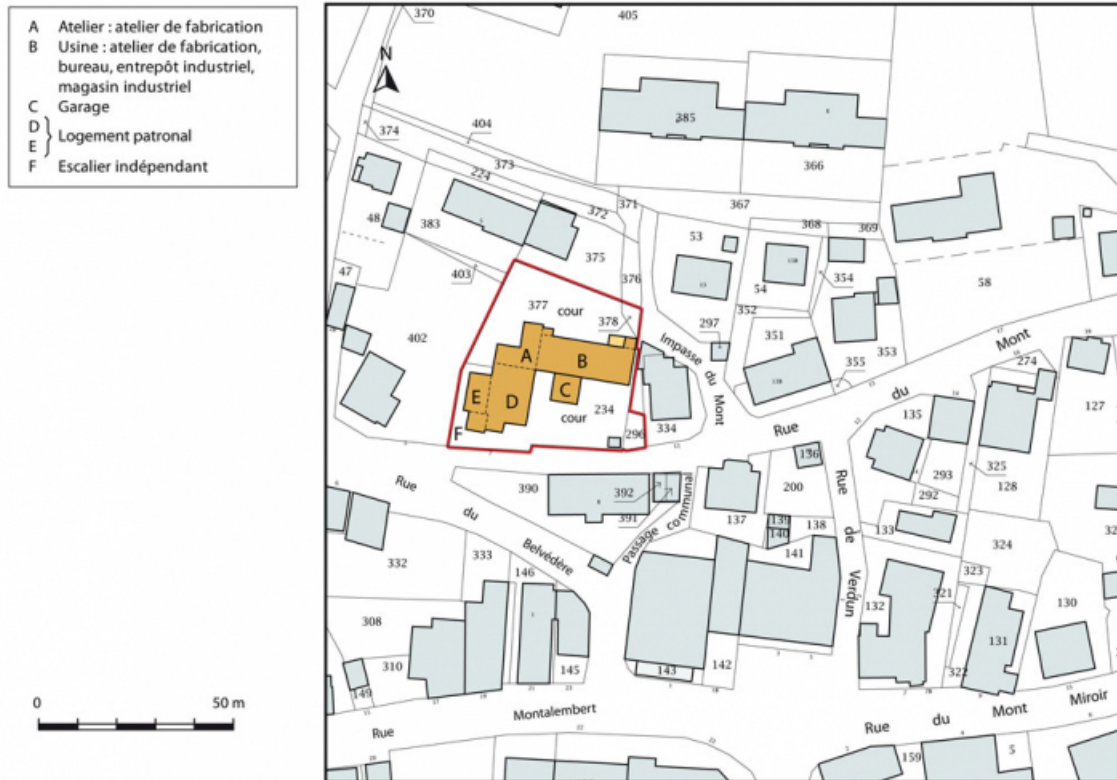 A Atelier : atelier de fabrication
B Usine : atelier de fabrication,
bureau, entrepôt industriel,
magasin industriel
C Garage
D
E
Logement patronal
F Escalier indépendant
0 50 m
N
370
405
374
404
373
385
366
224
372
371
367
368
369
48
383
53
375
376
403
54
354
58
47
377
cour
378
352
297
351
353
402
A
B
C
D
E
F
cour
234
296
334
355
Impasse du Mont
Rue du Mont
274
127
135
325
293
128
292
136
200
390
392
391
Passage communal
137
139
140
138
141
133
324
Rue du Belvédère
Rue de Verdun
332
333
146
323
321
132
131
130
308
310
149
145
143
142
322
Rue Montalembert
Rue du Mont Miroir
159
5